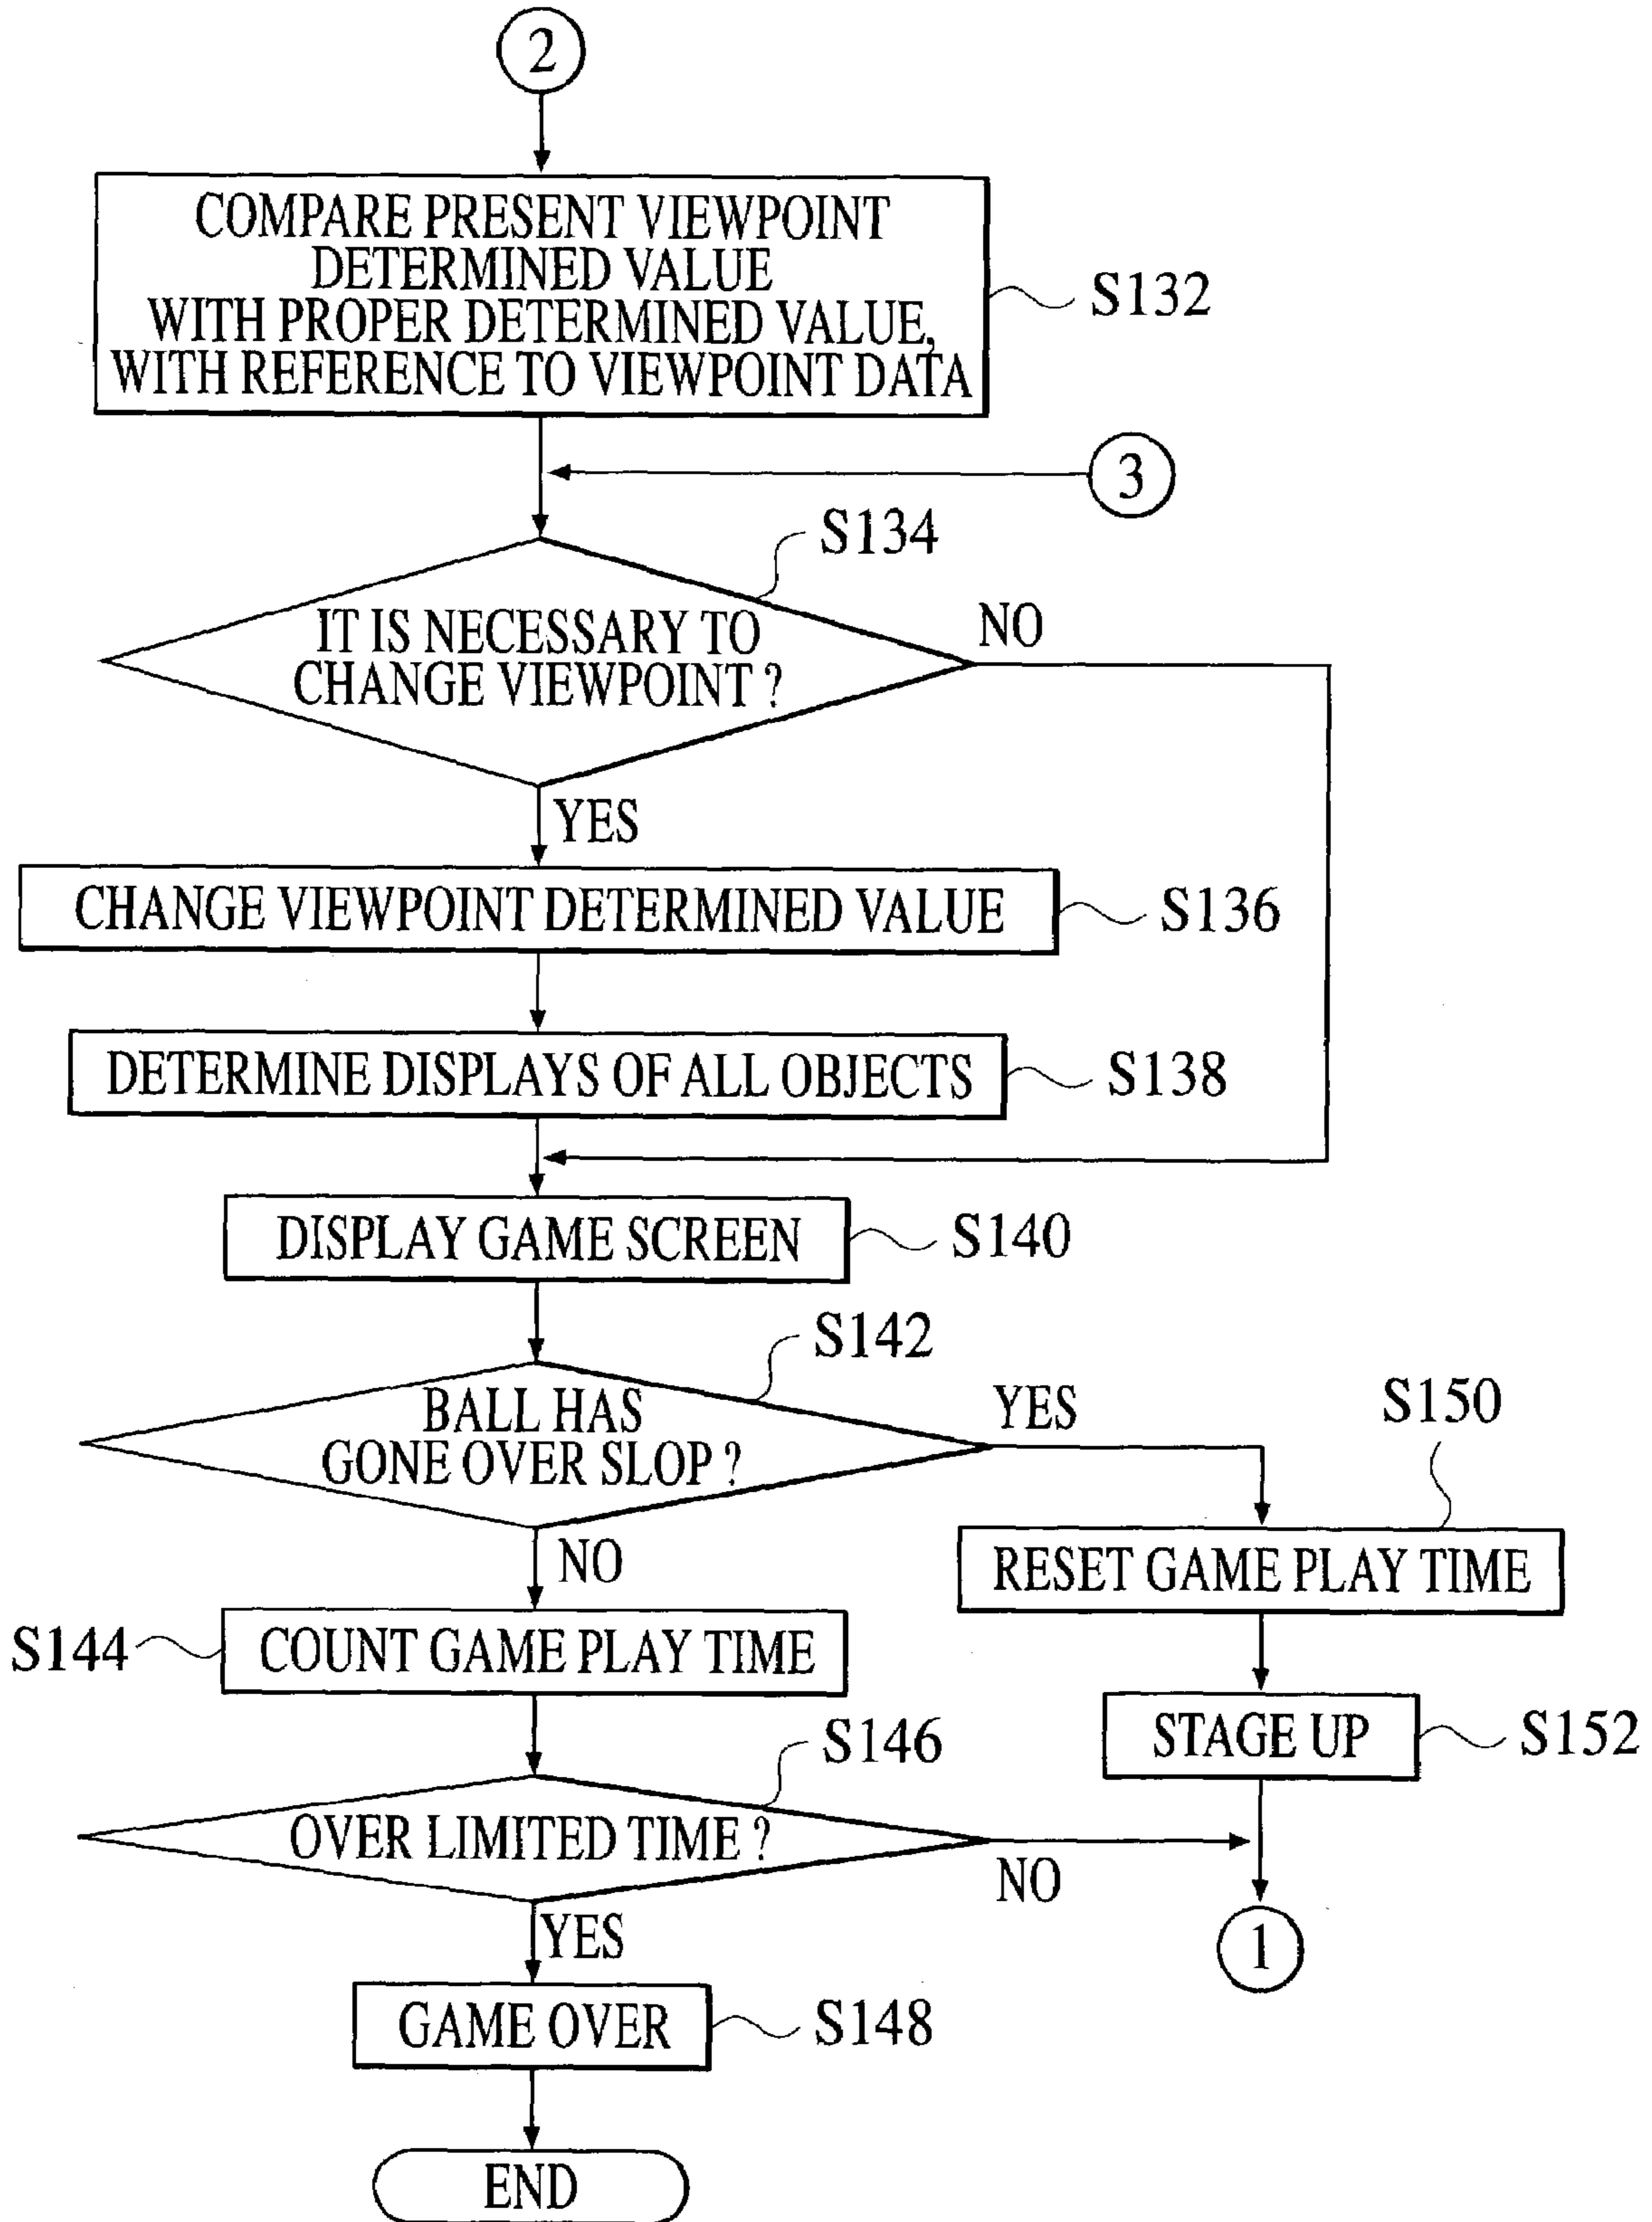 2
COMPARE PRESENT VIEWPOINT
DETERMINED VALUE
WITH PROPER DETERMINED VALUE,
WITH REFERENCE TO VIEWPOINT DATA
S132
3
S134
IT IS NECESSARY TO
CHANGE VIEWPOINT ?
NO
YES
CHANGE VIEWPOINT DETERMINED VALUE
S136
DETERMINE DISPLAYS OF ALL OBJECTS
S138
DISPLAY GAME SCREEN
S140
S142
BALL HAS
GONE OVER SLOP ?
YES
S150
NO
RESET GAME PLAY TIME
S144
COUNT GAME PLAY TIME
STAGE UP
S152
S146
OVER LIMITED TIME ?
NO
YES
1
GAME OVER
S148
END